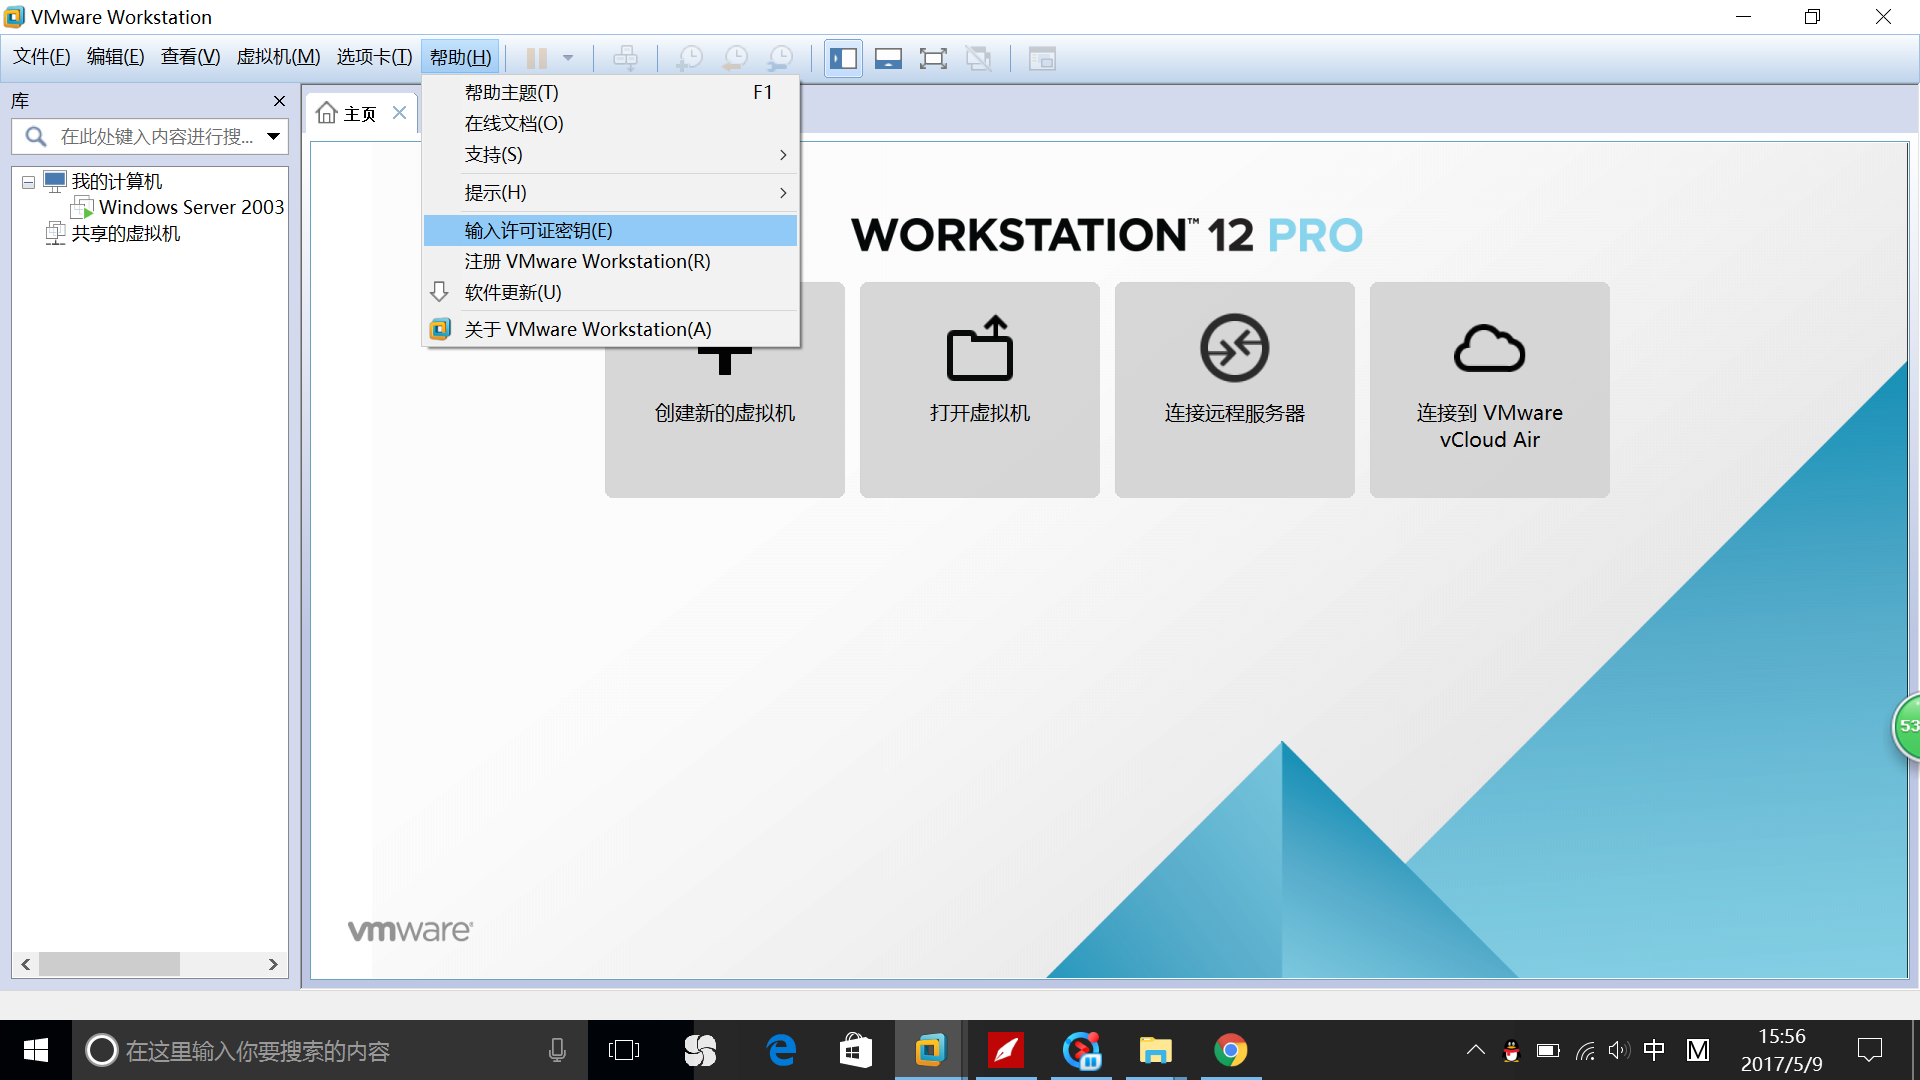 VMware Workstation
文件(F) 编辑(E) 查看(V) 虚拟机(M) 选项卡(T) 帮助(H)
库
在此处键入内容进行搜...
我的计算机
Windows Server 2003
共享的虚拟机
主页
帮助主题(T) F1
在线文档(O)
支持(S)
提示(H)
输入许可证密钥(E)
注册 VMware Workstation(R)
软件更新(U)
关于 VMware Workstation(A)
WORKSTATION™ 12 PRO
创建新的虚拟机
打开虚拟机
连接远程服务器
连接到 VMware
vCloud Air
53
vmware®
在这里输入你要搜索的内容
中
M
15:56
2017/5/9